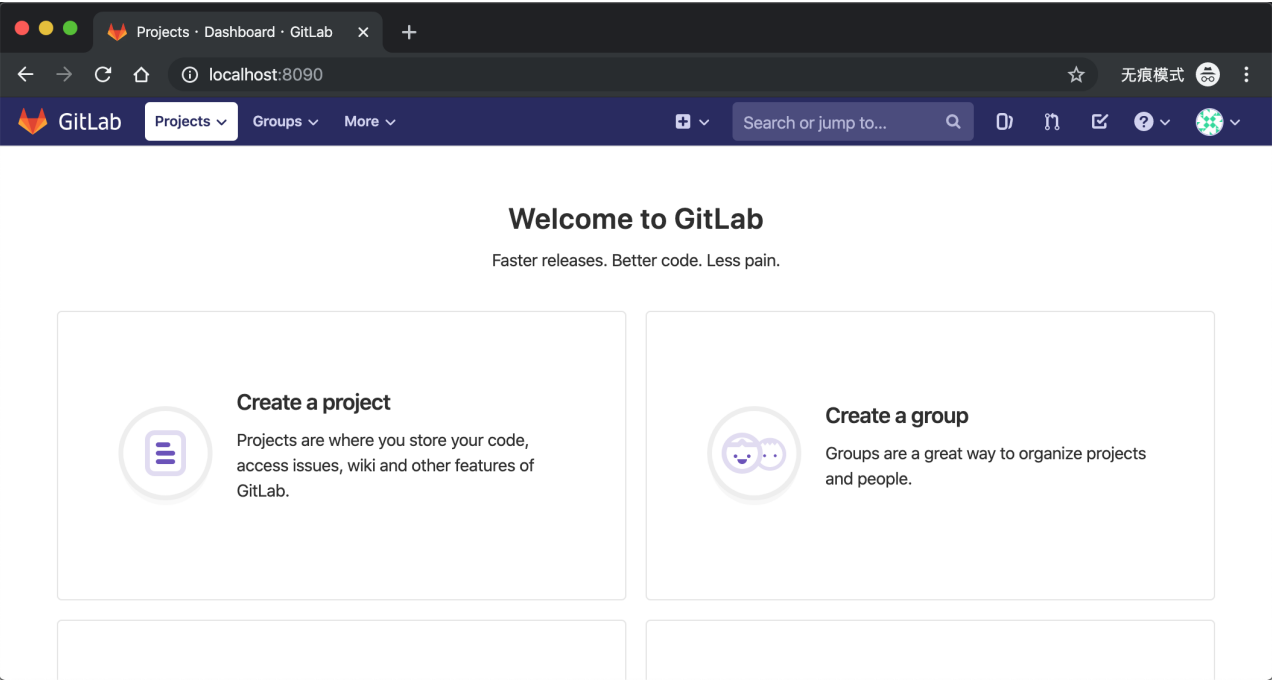 Projects · Dashboard · GitLab
localhost:8090
无痕模式
GitLab
Projects
Groups
More
Search or jump to...
Welcome to GitLab
Faster releases. Better code. Less pain.
Create a project
Projects are where you store your code,
access issues, wiki and other features of
GitLab.
Create a group
Groups are a great way to organize projects
and people.